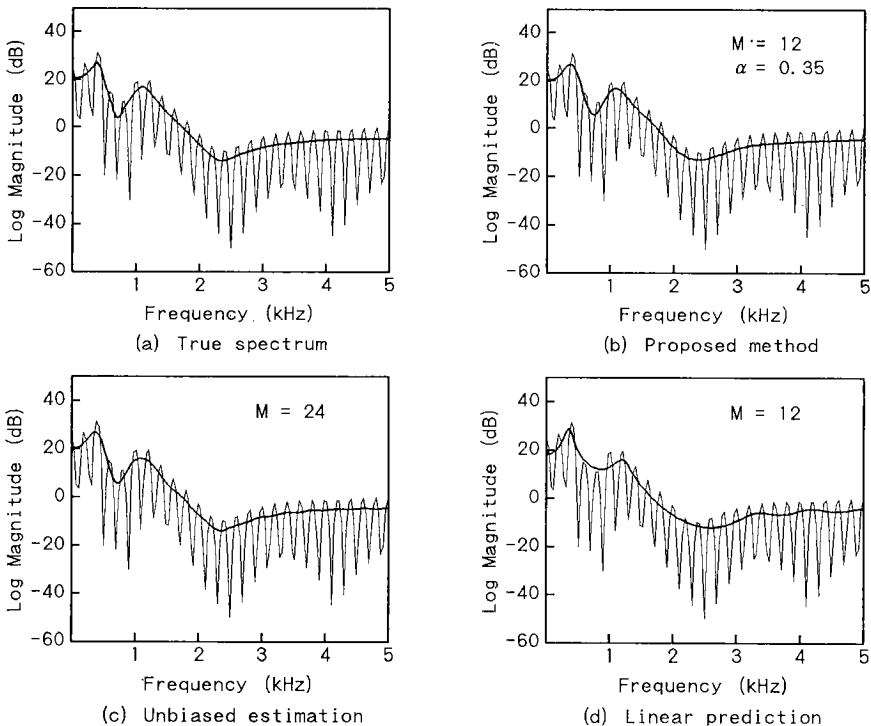 Log Magnitude (dB)
40
20
0
-20
-40
-60
1
2
3
4
5
Frequency (kHz)
(a) True spectrum
Log Magnitude (dB)
40
20
0
-20
-40
-60
M = 12
α = 0.35
1
2
3
4
5
Frequency (kHz)
(b) Proposed method
Log Magnitude (dB)
40
20
0
-20
-40
-60
M = 24
1
2
3
4
5
Frequency (kHz)
(c) Unbiased estimation
Log Magnitude (dB)
40
20
0
-20
-40
-60
M = 12
1
2
3
4
5
Frequency (kHz)
(d) Linear prediction